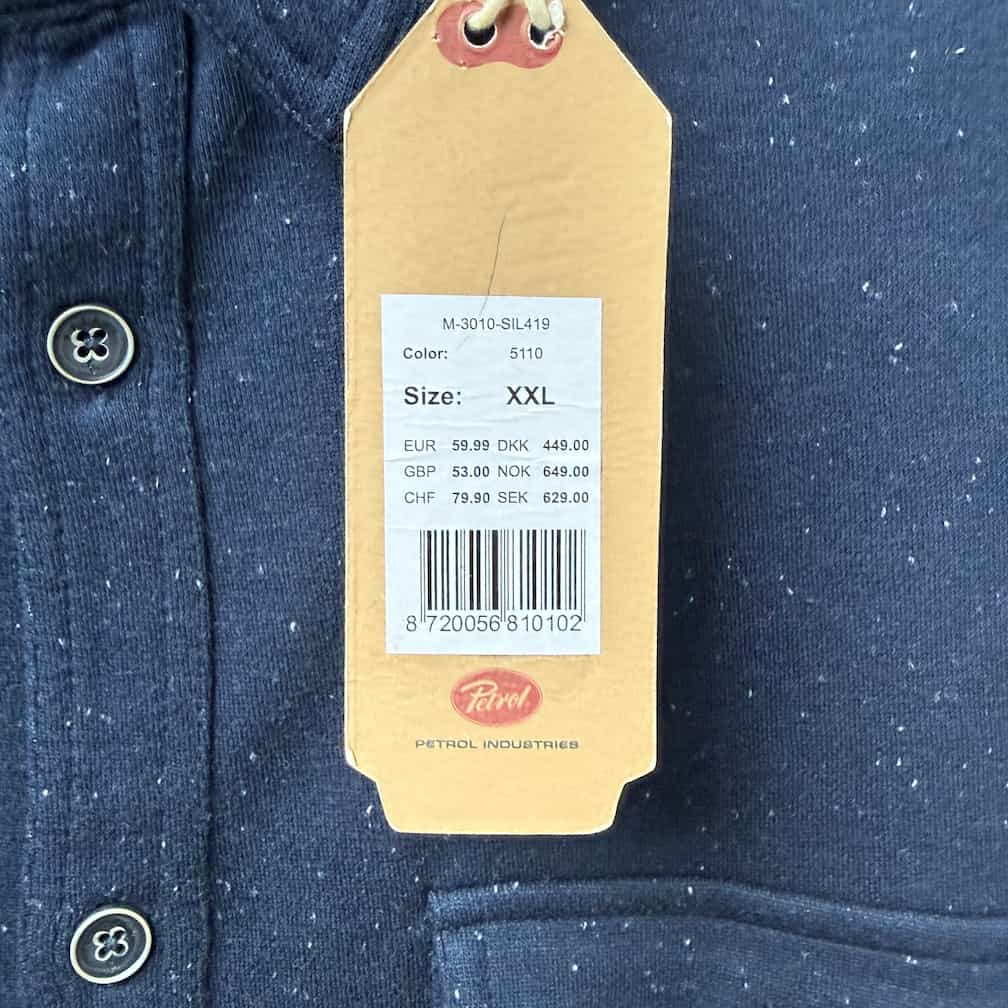 M-3010-SIL419
Color: 5110
Size: XXL
EUR 59.99 DKK 449.00
GBP 53.00 NOK 649.00
CHF 79.90 SEK 629.00
8 720056 810102
Petrol
PETROL INDUSTRIES